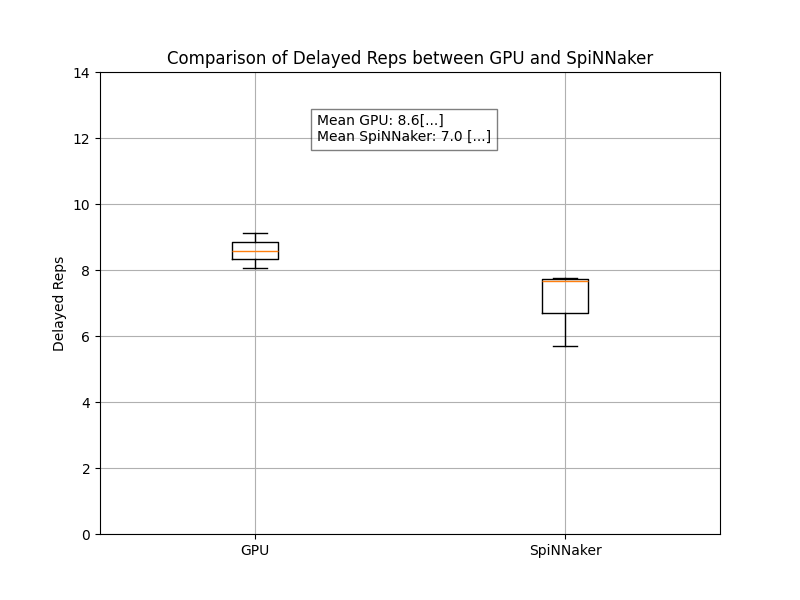 Comparison of Delayed Reps between GPU and SpiNNaker
14
Mean GPU: 8.6[...]
Mean SpiNNaker: 7.0 [...]
12
10
8
Delayed Reps
6
4
2
0
GPU SpiNNaker